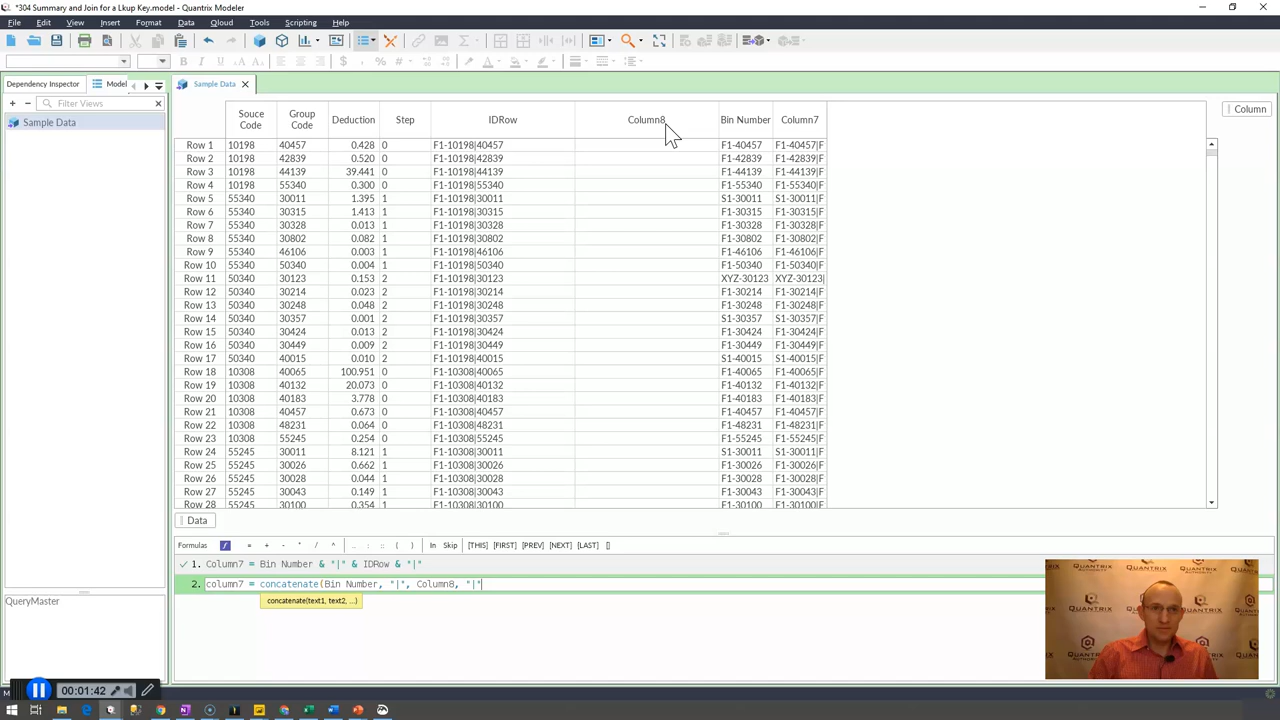 *304 Summary and Join for a Lkup Key.model - Quantrix Modeler
File Edit View Insert Format Data Qloud Tools Scripting Help
Dependency Inspector Model Sample Data
Filter Views
Sample Data
Column
Souce Code Group Code Deduction Step IDRow Column8 Bin Number Column7
Row 1 10198 40457 0.428 0 F1-10198|40457 F1-40457 F1-40457|F
Row 2 10198 42839 0.520 0 F1-10198|42839 F1-42839 F1-42839|F
Row 3 10198 44139 39.441 0 F1-10198|44139 F1-44139 F1-44139|F
Row 4 10198 55340 0.300 0 F1-10198|55340 F1-55340 F1-55340|F
Row 5 55340 30011 1.395 1 F1-10198|30011 S1-30011 S1-30011|F
Row 6 55340 30315 1.413 1 F1-10198|30315 F1-30315 F1-30315|F
Row 7 55340 30328 0.013 1 F1-10198|30328 F1-30328 F1-30328|F
Row 8 55340 30802 0.082 1 F1-10198|30802 F1-30802 F1-30802|F
Row 9 55340 46106 0.003 1 F1-10198|46106 F1-46106 F1-46106|F
Row 10 55340 50340 0.004 1 F1-10198|50340 F1-50340 F1-50340|F
Row 11 50340 30123 0.153 2 F1-10198|30123 XYZ-30123 XYZ-30123|
Row 12 50340 30214 0.023 2 F1-10198|30214 F1-30214 F1-30214|F
Row 13 50340 30248 0.048 2 F1-10198|30248 F1-30248 F1-30248|F
Row 14 50340 30357 0.001 2 F1-10198|30357 S1-30357 S1-30357|F
Row 15 50340 30424 0.013 2 F1-10198|30424 F1-30424 F1-30424|F
Row 16 50340 30449 0.009 2 F1-10198|30449 F1-30449 F1-30449|F
Row 17 50340 40015 0.010 2 F1-10198|40015 S1-40015 S1-40015|F
Row 18 10308 40065 100.951 0 F1-10308|40065 F1-40065 F1-40065|F
Row 19 10308 40132 20.073 0 F1-10308|40132 F1-40132 F1-40132|F
Row 20 10308 40183 3.778 0 F1-10308|40183 F1-40183 F1-40183|F
Row 21 10308 40457 0.673 0 F1-10308|40457 F1-40457 F1-40457|F
Row 22 10308 48231 0.064 0 F1-10308|48231 F1-48231 F1-48231|F
Row 23 10308 55245 0.254 0 F1-10308|55245 F1-55245 F1-55245|F
Row 24 55245 30011 8.121 1 F1-10308|30011 S1-30011 S1-30011|F
Row 25 55245 30026 0.662 1 F1-10308|30026 F1-30026 F1-30026|F
Row 26 55245 30028 0.044 1 F1-10308|30028 F1-30028 F1-30028|F
Row 27 55245 30043 0.149 1 F1-10308|30043 F1-30043 F1-30043|F
Row 28 55245 30100 0.354 1 F1-10308|30100 F1-30100 F1-30100|F
Data
Formulas f = + - * / ^ .. : :: ( ) In Skip [THIS] [FIRST] [PREV] [NEXT] [LAST] []
1. Column7 = Bin Number & "|" & IDRow & "|"
2. column7 = concatenate(Bin Number, "|", Column8, "|"
concatenate(text1, text2, ...)
QueryMaster
QUANTRIX
00:01:42